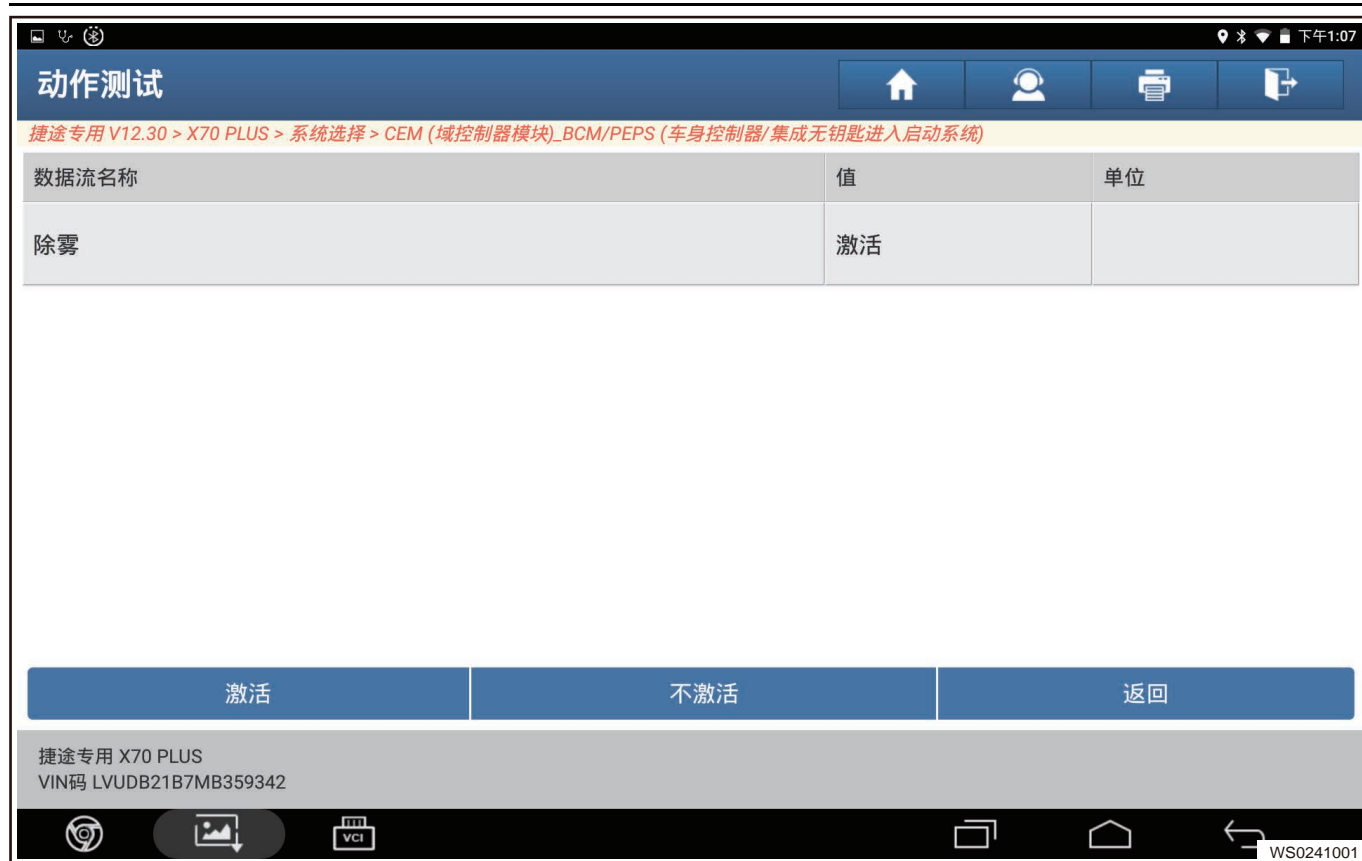 下午1:07
动作测试
捷途专用 V12.30 > X70 PLUS > 系统选择 > CEM (域控制器模块)_BCM/PEPS (车身控制器/集成无钥匙进入启动系统)
数据流名称 值 单位
除雾 激活
激活 不激活 返回
捷途专用 X70 PLUS
VIN码 LVUDB21B7MB359342
VCI
WS0241001